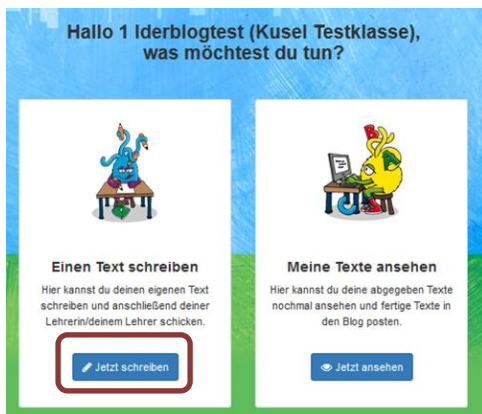 Hallo 1 Iderblogtest (Kusel Testklasse),
was möchtest du tun?
Einen Text schreiben
Hier kannst du deinen eigenen Text
schreiben und anschließend deiner
Lehrerin/deinem Lehrer schicken.
Jetzt schreiben
Meine Texte ansehen
Hier kannst du deine abgegeben Texte
nochmal ansehen und fertige Texte in
den Blog posten.
Jetzt ansehen